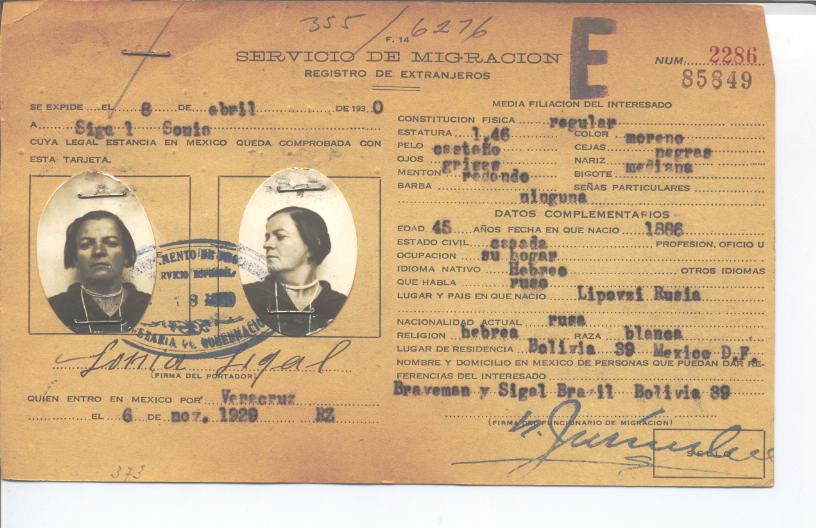 355/6276
F. 14
SERVICIO DE MIGRACION
REGISTRO DE EXTRANJEROS
E
NUM. 2286
85849
SE EXPIDE EL 8 DE abril DE 1930
A Sigal Sonia
CUYA LEGAL ESTANCIA EN MEXICO QUEDA COMPROBADA CON
ESTA TARJETA.
Sonia Sigal
(FIRMA DEL PORTADOR)
QUIEN ENTRO EN MEXICO POR Veracruz
EL 6 DE nov. 1929 RZ
373
MEDIA FILIACION DEL INTERESADO
CONSTITUCION FISICA regular
ESTATURA 1.46 COLOR moreno
PELO castaño CEJAS negras
OJOS grises NARIZ mediana
MENTON redondo BIGOTE
BARBA SEÑAS PARTICULARES
ninguna
DATOS COMPLEMENTARIOS
EDAD 45 AÑOS FECHA EN QUE NACIO 1886
ESTADO CIVIL casada PROFESION, OFICIO U
OCUPACION su hogar
IDIOMA NATIVO Hebreo OTROS IDIOMAS
QUE HABLA ruso
LUGAR Y PAIS EN QUE NACIO Lipovzi Rusia
NACIONALIDAD ACTUAL rusa
RELIGION hebrea RAZA blanca
LUGAR DE RESIDENCIA Bolivia 39 Mexico D.F.
NOMBRE Y DOMICILIO EN MEXICO DE PERSONAS QUE PUEDAN DAR RE-
FERENCIAS DEL INTERESADO
Braveman y Sigal Brazil Bolivia 39
(FIRMA DEL FUNCIONARIO DE MIGRACION)
SELLO